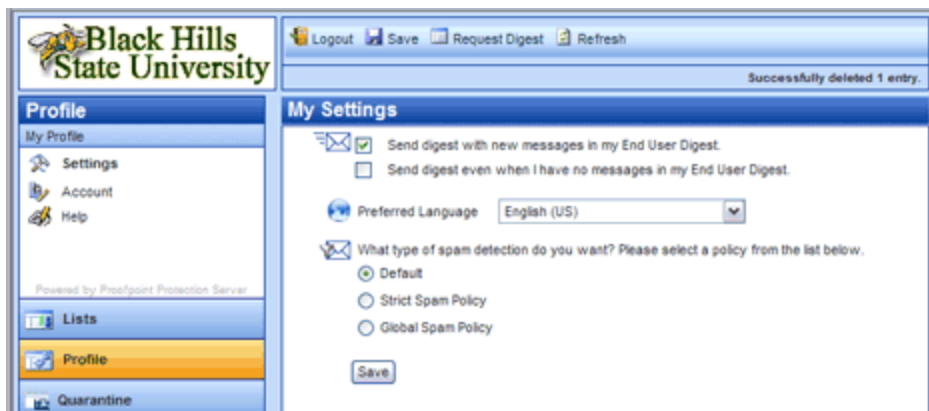 Black Hills
State University
Logout Save Request Digest Refresh
Successfully deleted 1 entry.
Profile
My Profile
Settings
Account
Help
Powered by Proofpoint Protection Server
Lists
Profile
Quarantine
My Settings
Send digest with new messages in my End User Digest.
Send digest even when I have no messages in my End User Digest.
Preferred Language English (US)
What type of spam detection do you want? Please select a policy from the list below.
Default
Strict Spam Policy
Global Spam Policy
Save